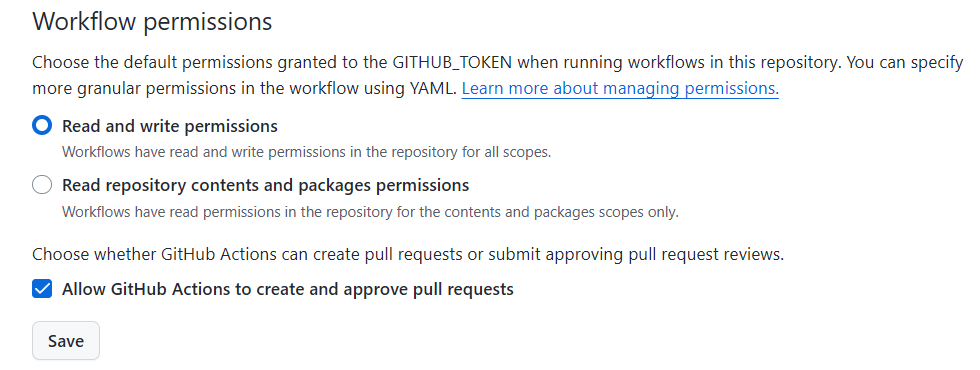 Workflow permissions
Choose the default permissions granted to the GITHUB_TOKEN when running workflows in this repository. You can specify
more granular permissions in the workflow using YAML. Learn more about managing permissions.
Read and write permissions
Workflows have read and write permissions in the repository for all scopes.
Read repository contents and packages permissions
Workflows have read permissions in the repository for the contents and packages scopes only.
Choose whether GitHub Actions can create pull requests or submit approving pull request reviews.
Allow GitHub Actions to create and approve pull requests
Save